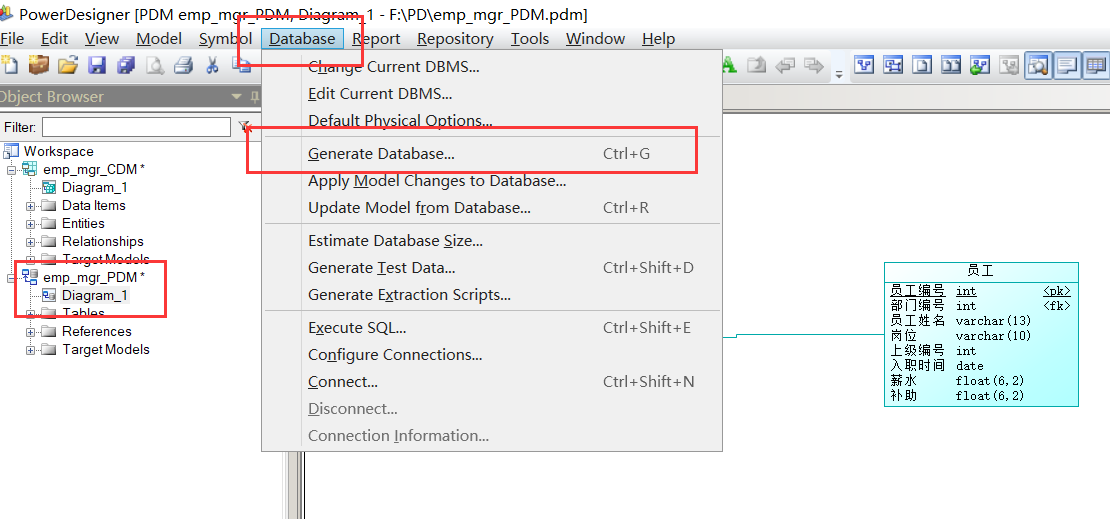 PowerDesigner [PDM emp_mgr_PDM, Diagram_1 - F:\PD\emp_mgr_PDM.pdm]
File Edit View Model Symbol Database Report Repository Tools Window Help
Object Browser
Filter:
Workspace
emp_mgr_CDM *
Diagram_1
Data Items
Entities
Relationships
Target Models
emp_mgr_PDM *
Diagram_1
Tables
References
Target Models
Change Current DBMS...
Edit Current DBMS...
Default Physical Options...
Generate Database... Ctrl+G
Apply Model Changes to Database...
Update Model from Database... Ctrl+R
Estimate Database Size...
Generate Test Data... Ctrl+Shift+D
Generate Extraction Scripts...
Execute SQL... Ctrl+Shift+E
Configure Connections...
Connect... Ctrl+Shift+N
Disconnect...
Connection Information...
员工
员工编号 int <pk>
部门编号 int <fk>
员工姓名 varchar(13)
岗位 varchar(10)
上级编号 int
入职时间 date
薪水 float(6,2)
补助 float(6,2)